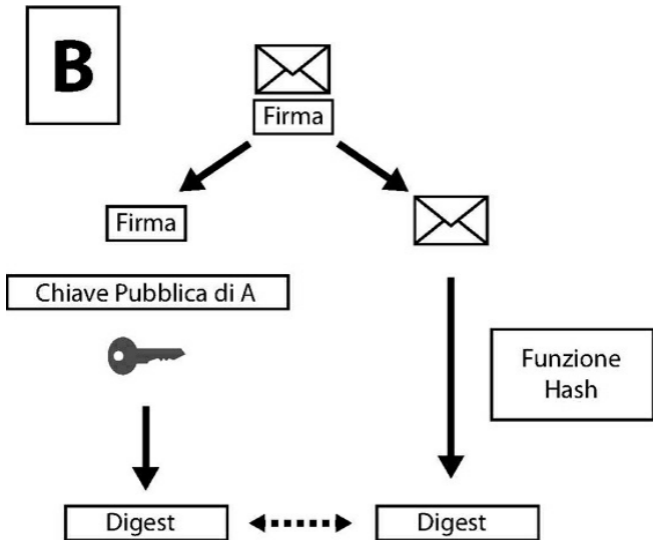 B
Firma
Firma
Chiave Pubblica di A
Funzione
Hash
Digest
Digest